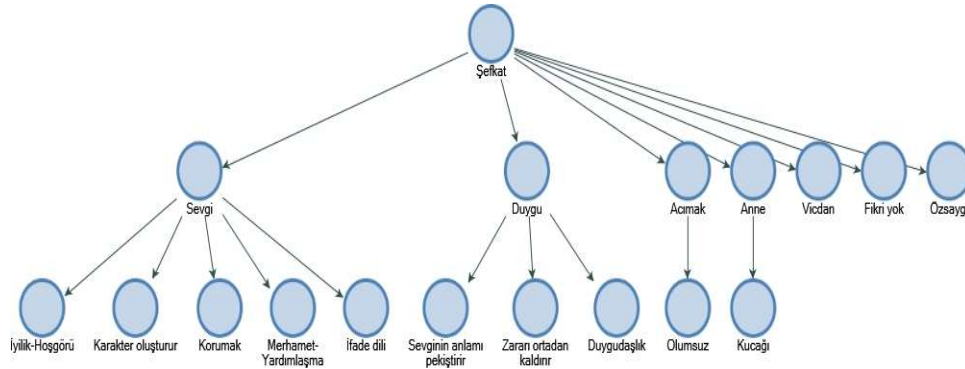 Şefkat
Sevgi
Duygu
Acımak
Anne
Vicdan
Fikri yok
Özsayg
İyilik-Hoşgörü
Karakter oluşturur
Korumak
Merhamet-
Yardımlaşma
İfade dili
Sevginin anlamı
pekiştirir
Zararı ortadan
kaldırır
Duygudaşlık
Olumsuz
Kucağı